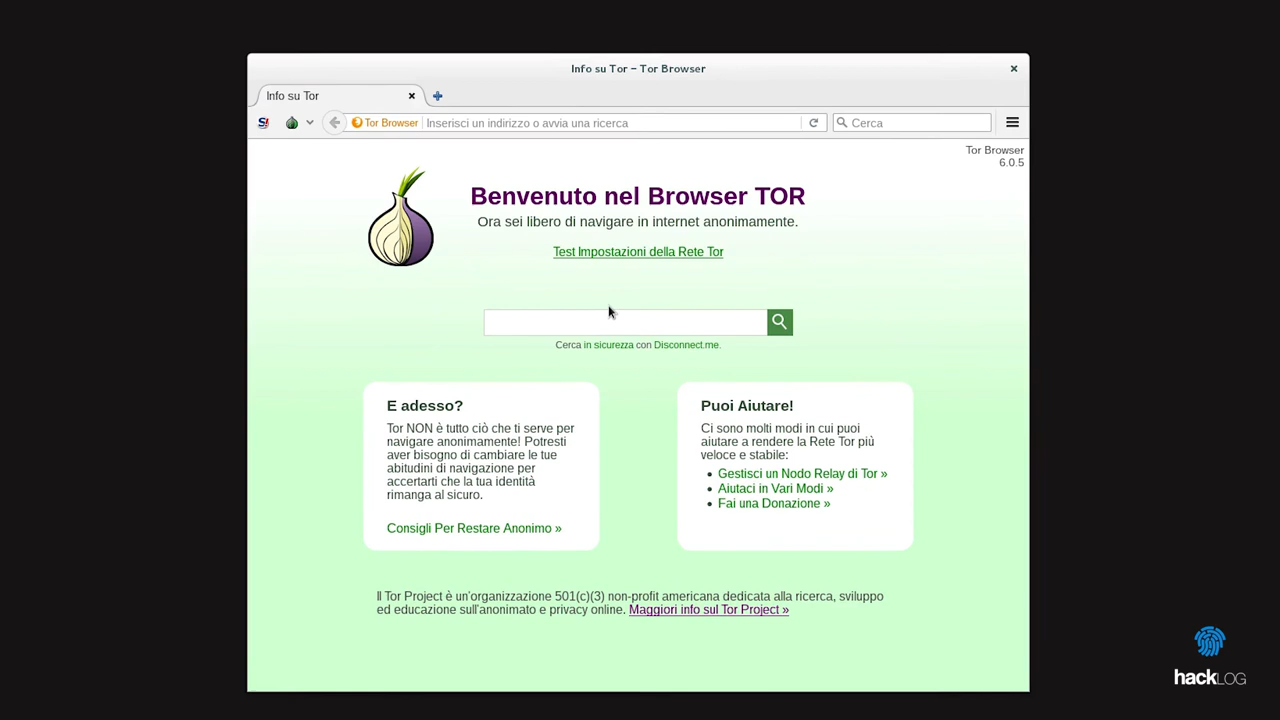 Info su Tor – Tor Browser
Info su Tor
S!
Tor Browser
Inserisci un indirizzo o avvia una ricerca
Cerca
Tor Browser
6.0.5
Benvenuto nel Browser TOR
Ora sei libero di navigare in internet anonimamente.
Test Impostazioni della Rete Tor
Cerca in sicurezza con Disconnect.me.
E adesso?
Tor NON è tutto ciò che ti serve per
navigare anonimamente! Potresti
aver bisogno di cambiare le tue
abitudini di navigazione per
accertarti che la tua identità
rimanga al sicuro.
Consigli Per Restare Anonimo »
Puoi Aiutare!
Ci sono molti modi in cui puoi
aiutare a rendere la Rete Tor più
veloce e stabile:
• Gestisci un Nodo Relay di Tor »
• Aiutaci in Vari Modi »
• Fai una Donazione »
Il Tor Project è un'organizzazione 501(c)(3) non-profit americana dedicata alla ricerca, sviluppo
ed educazione sull'anonimato e privacy online. Maggiori info sul Tor Project »
hackLOG